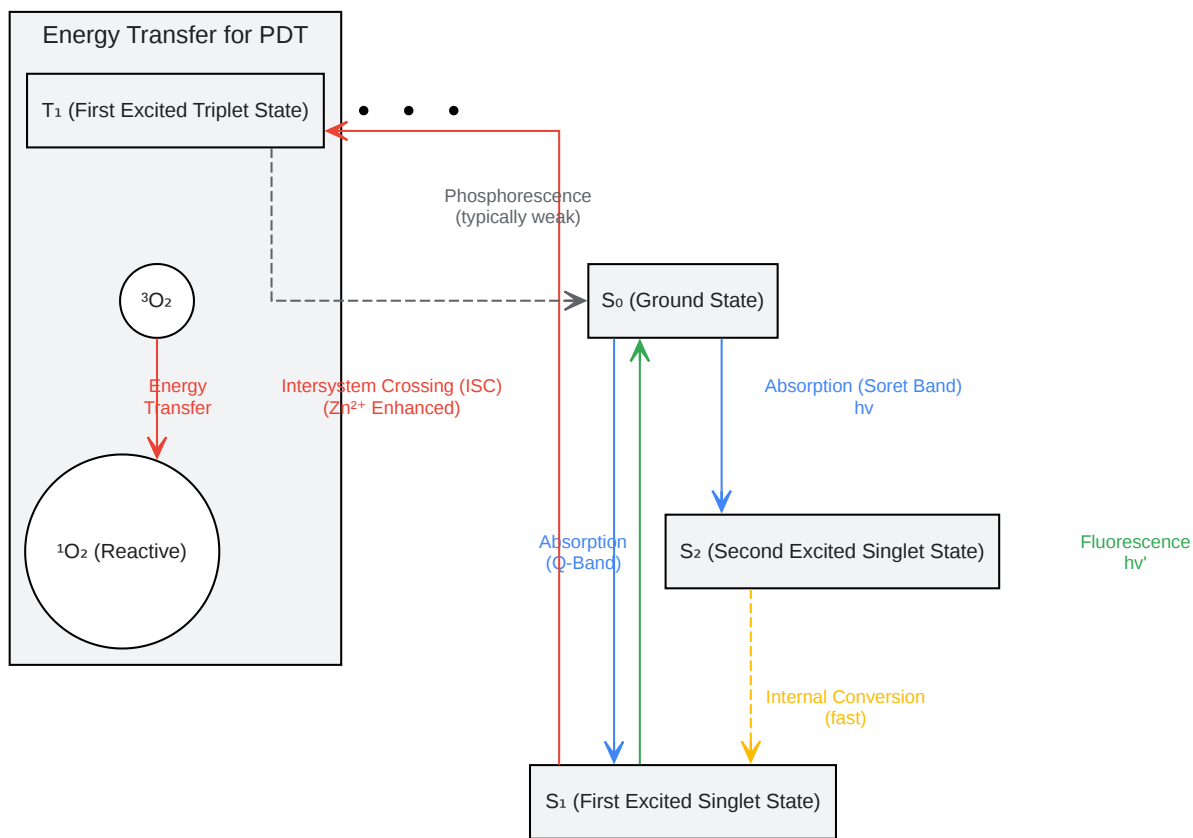 Energy Transfer for PDT
T₁ (First Excited Triplet State)
Phosphorescence
(typically weak)
³O₂
S₀ (Ground State)
Energy
Transfer
Intersystem Crossing (ISC)
(Zn²⁺ Enhanced)
Absorption (Soret Band)
hν
¹O₂ (Reactive)
Absorption
(Q-Band)
S₂ (Second Excited Singlet State)
Fluorescence
hν'
Internal Conversion
(fast)
S₁ (First Excited Singlet State)